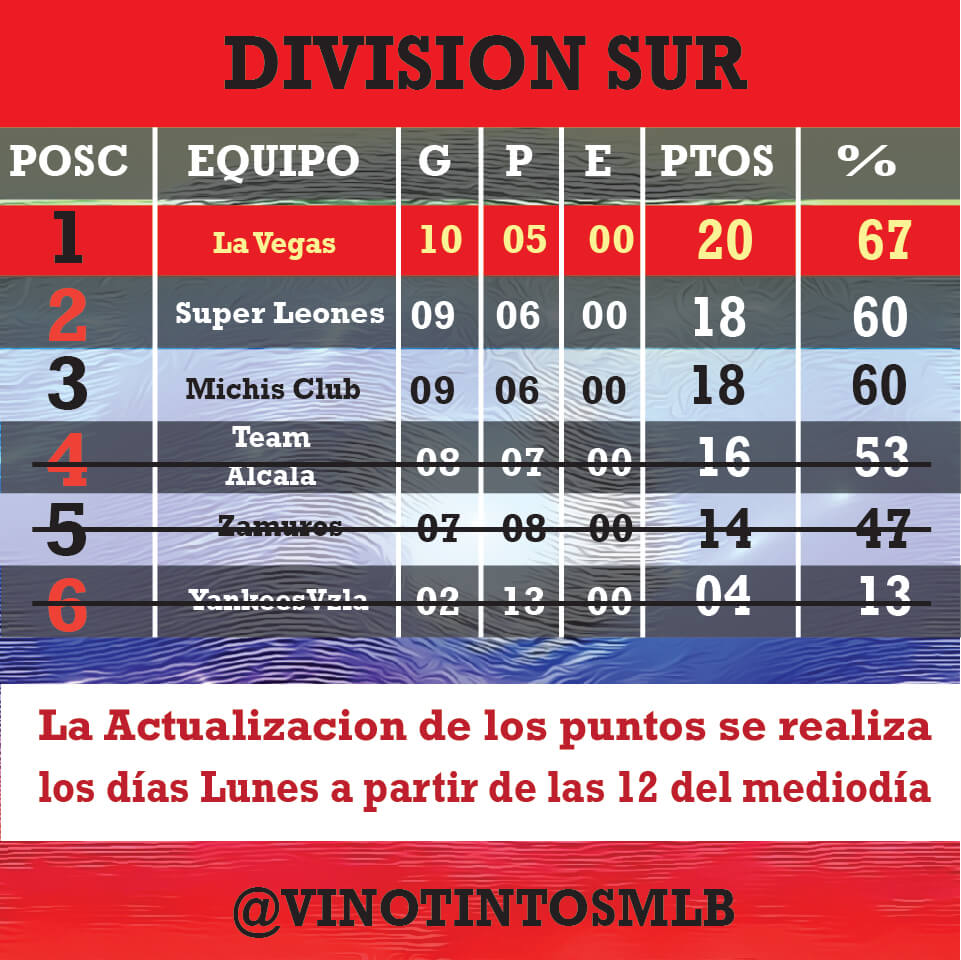 DIVISION SUR
POSC EQUIPO G P E PTOS %
1 La Vegas 10 05 00 20 67
2 Super Leones 09 06 00 18 60
3 Michis Club 09 06 00 18 60
4 Team Alcala 08 07 00 16 53
5 Zamuros 07 08 00 14 47
6 YankeesVzla 02 13 00 04 13
La Actualizacion de los puntos se realiza
los días Lunes a partir de las 12 del mediodía
@VINOTINTOSMLB